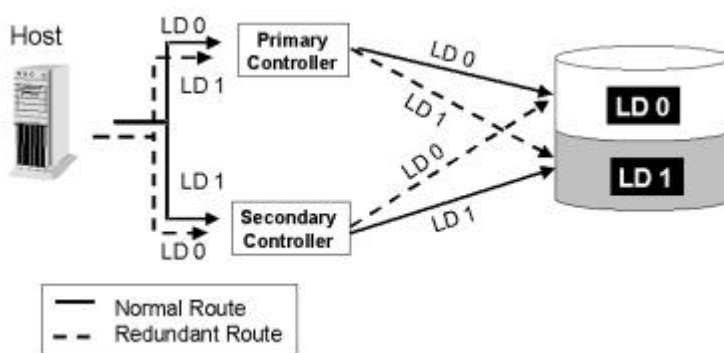 Host
LD 0
LD 1
LD 1
LD 0
Primary
Controller
Secondary
Controller
LD 0
LD 1
LD 0
LD 1
LD 0
LD 1
Normal Route
Redundant Route